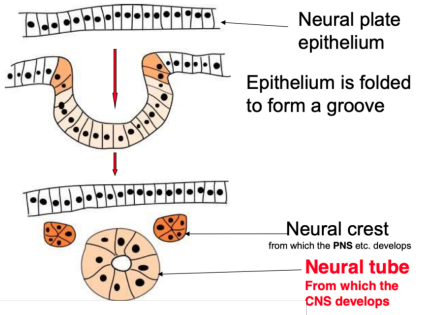 Neural plate
epithelium
Epithelium is folded
to form a groove
Neural crest
from which the PNS etc. develops
Neural tube
From which the
CNS develops